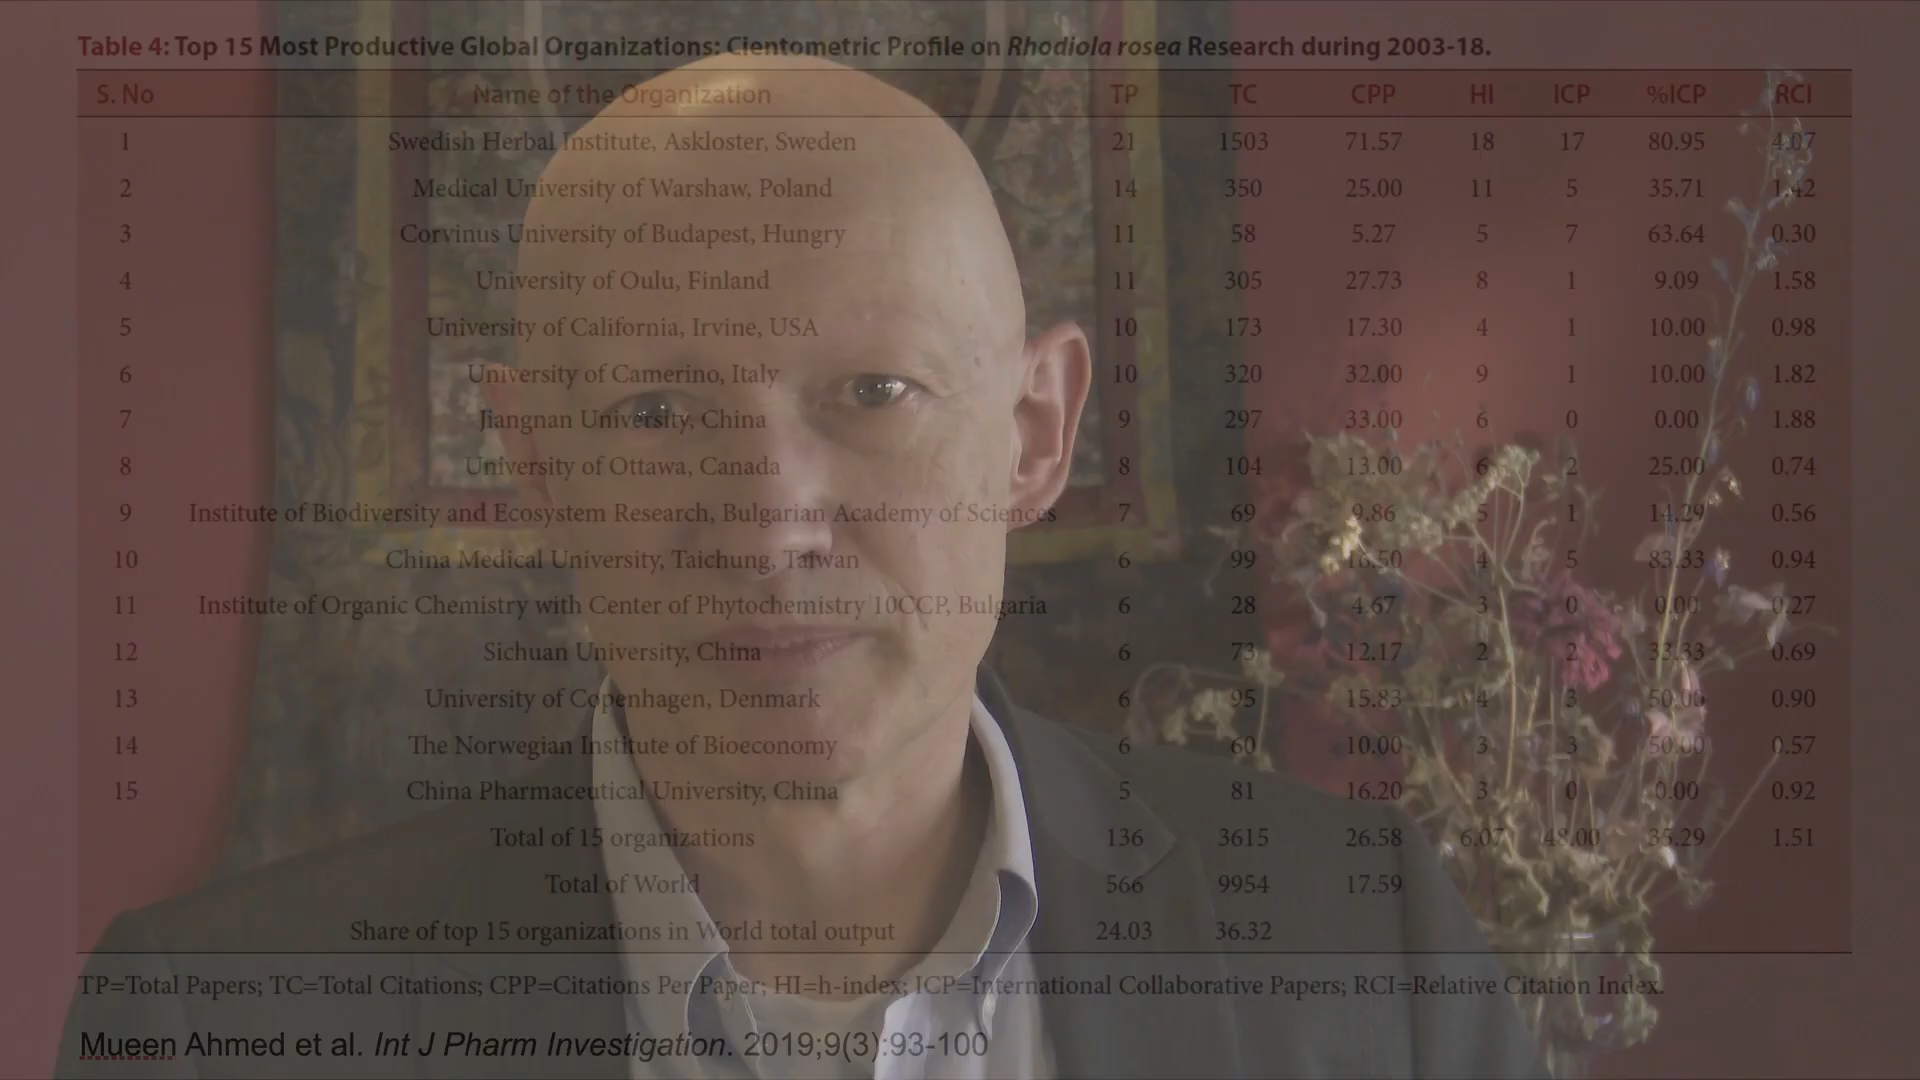 Table 4: Top 15 Most Productive Global Organizations: Cientometric Profile on Rhodiola rosea Research during 2003-18.
S. No Name of the Organization TP TC CPP HI ICP %ICP RCI
1 Swedish Herbal Institute, Askloster, Sweden 21 1503 71.57 18 17 80.95 4.07
2 Medical University of Warshaw, Poland 14 350 25.00 11 5 35.71 1.42
3 Corvinus University of Budapest, Hungry 11 58 5.27 5 7 63.64 0.30
4 University of Oulu, Finland 11 305 27.73 8 1 9.09 1.58
5 University of California, Irvine, USA 10 173 17.30 4 1 10.00 0.98
6 University of Camerino, Italy 10 320 32.00 9 1 10.00 1.82
7 Jiangnan University, China 9 297 33.00 6 0 0.00 1.88
8 University of Ottawa, Canada 8 104 13.00 6 2 25.00 0.74
9 Institute of Biodiversity and Ecosystem Research, Bulgarian Academy of Sciences 7 69 9.86 5 1 14.29 0.56
10 China Medical University, Taichung, Taiwan 6 99 16.50 4 5 83.33 0.94
11 Institute of Organic Chemistry with Center of Phytochemistry 10CCP, Bulgaria 6 28 4.67 3 0 0.00 0.27
12 Sichuan University, China 6 73 12.17 2 2 33.33 0.69
13 University of Copenhagen, Denmark 6 95 15.83 4 3 50.00 0.90
14 The Norwegian Institute of Bioeconomy 6 60 10.00 3 3 50.00 0.57
15 China Pharmaceutical University, China 5 81 16.20 3 0 0.00 0.92
Total of 15 organizations 136 3615 26.58 6.07 48.00 35.29 1.51
Total of World 566 9954 17.59
Share of top 15 organizations in World total output 24.03 36.32
TP=Total Papers; TC=Total Citations; CPP=Citations Per Paper; HI=h-index; ICP=International Collaborative Papers; RCI=Relative Citation Index.
Mueen Ahmed et al. Int J Pharm Investigation. 2019;9(3):93-100